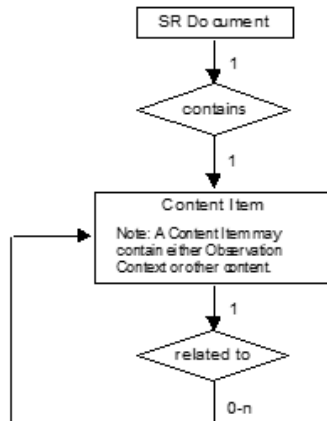 SR Document
1
contains
1
Content Item
Note: A Content Item may
contain either Observation
Context or other content.
1
related to
0-n